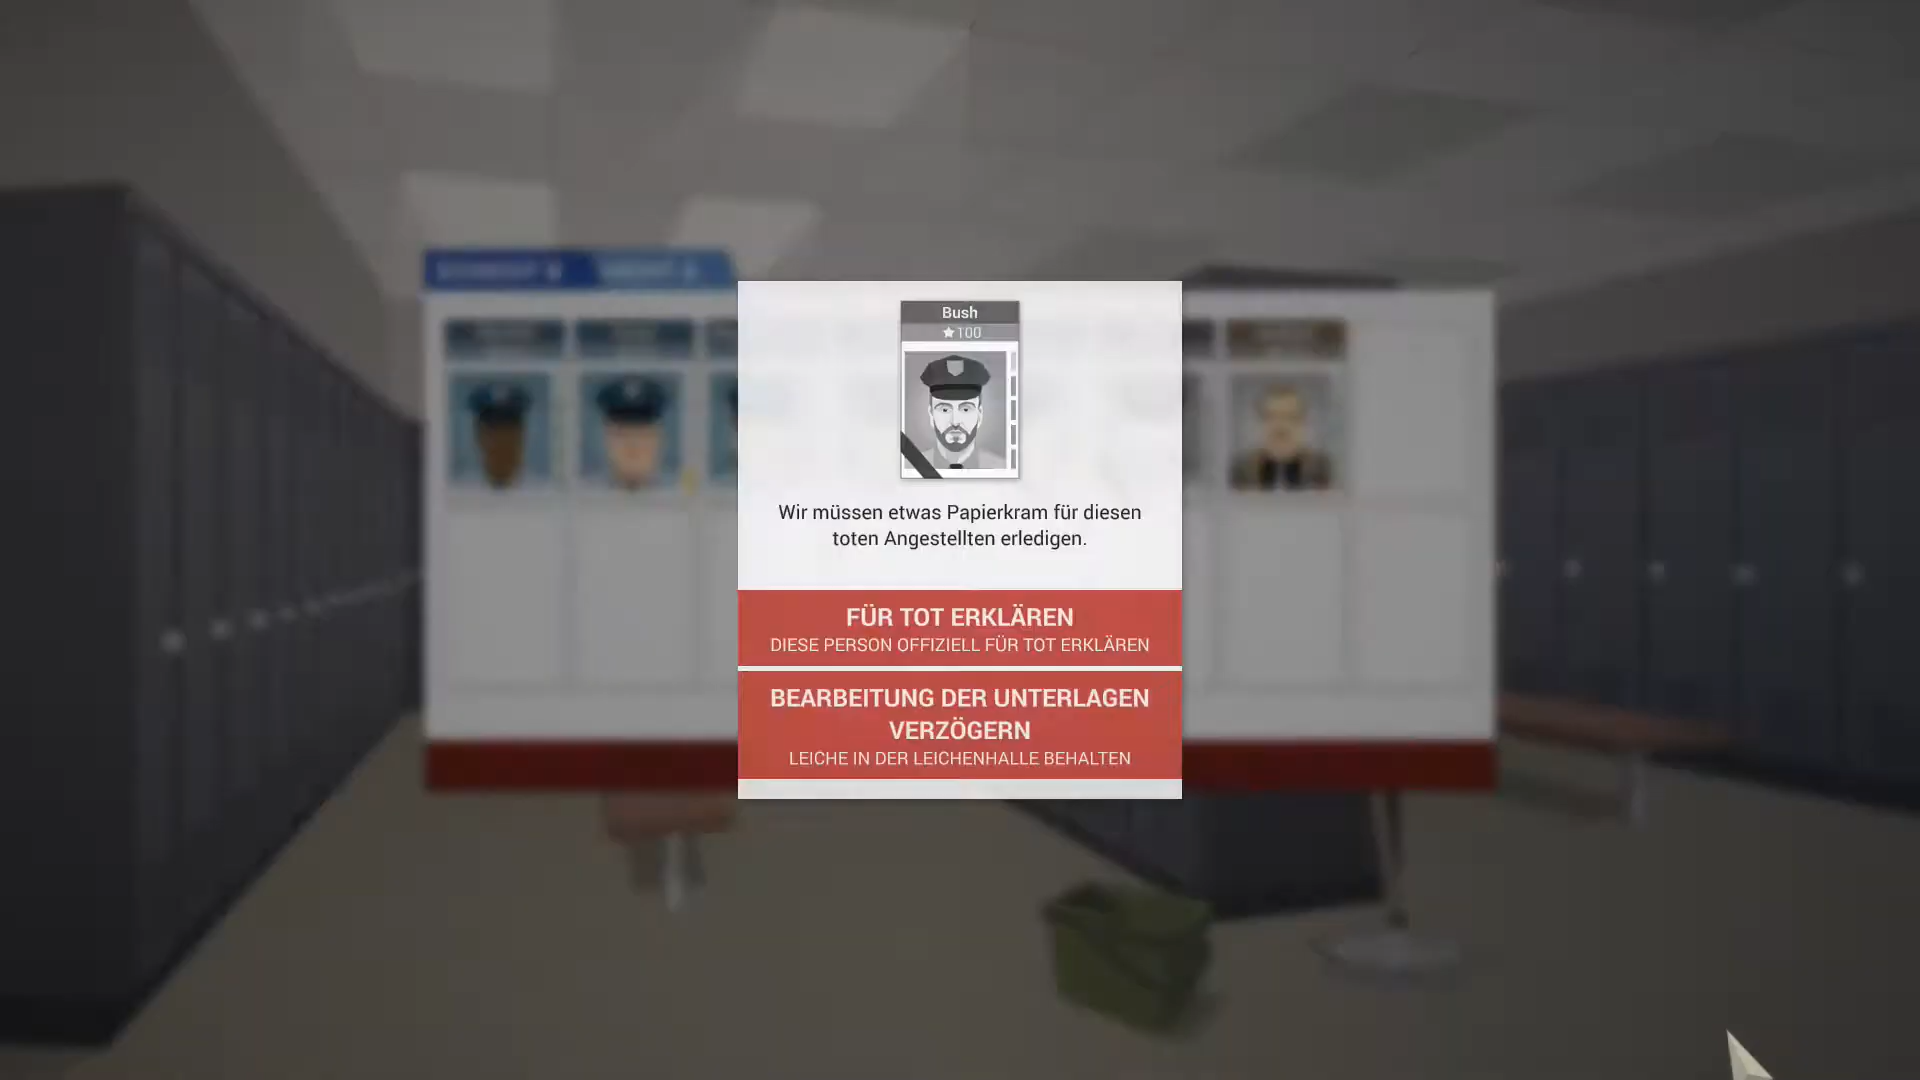 Bush
★100
Wir müssen etwas Papierkram für diesen
toten Angestellten erledigen.
FÜR TOT ERKLÄREN
DIESE PERSON OFFIZIELL FÜR TOT ERKLÄREN
BEARBEITUNG DER UNTERLAGEN
VERZÖGERN
LEICHE IN DER LEICHENHALLE BEHALTEN